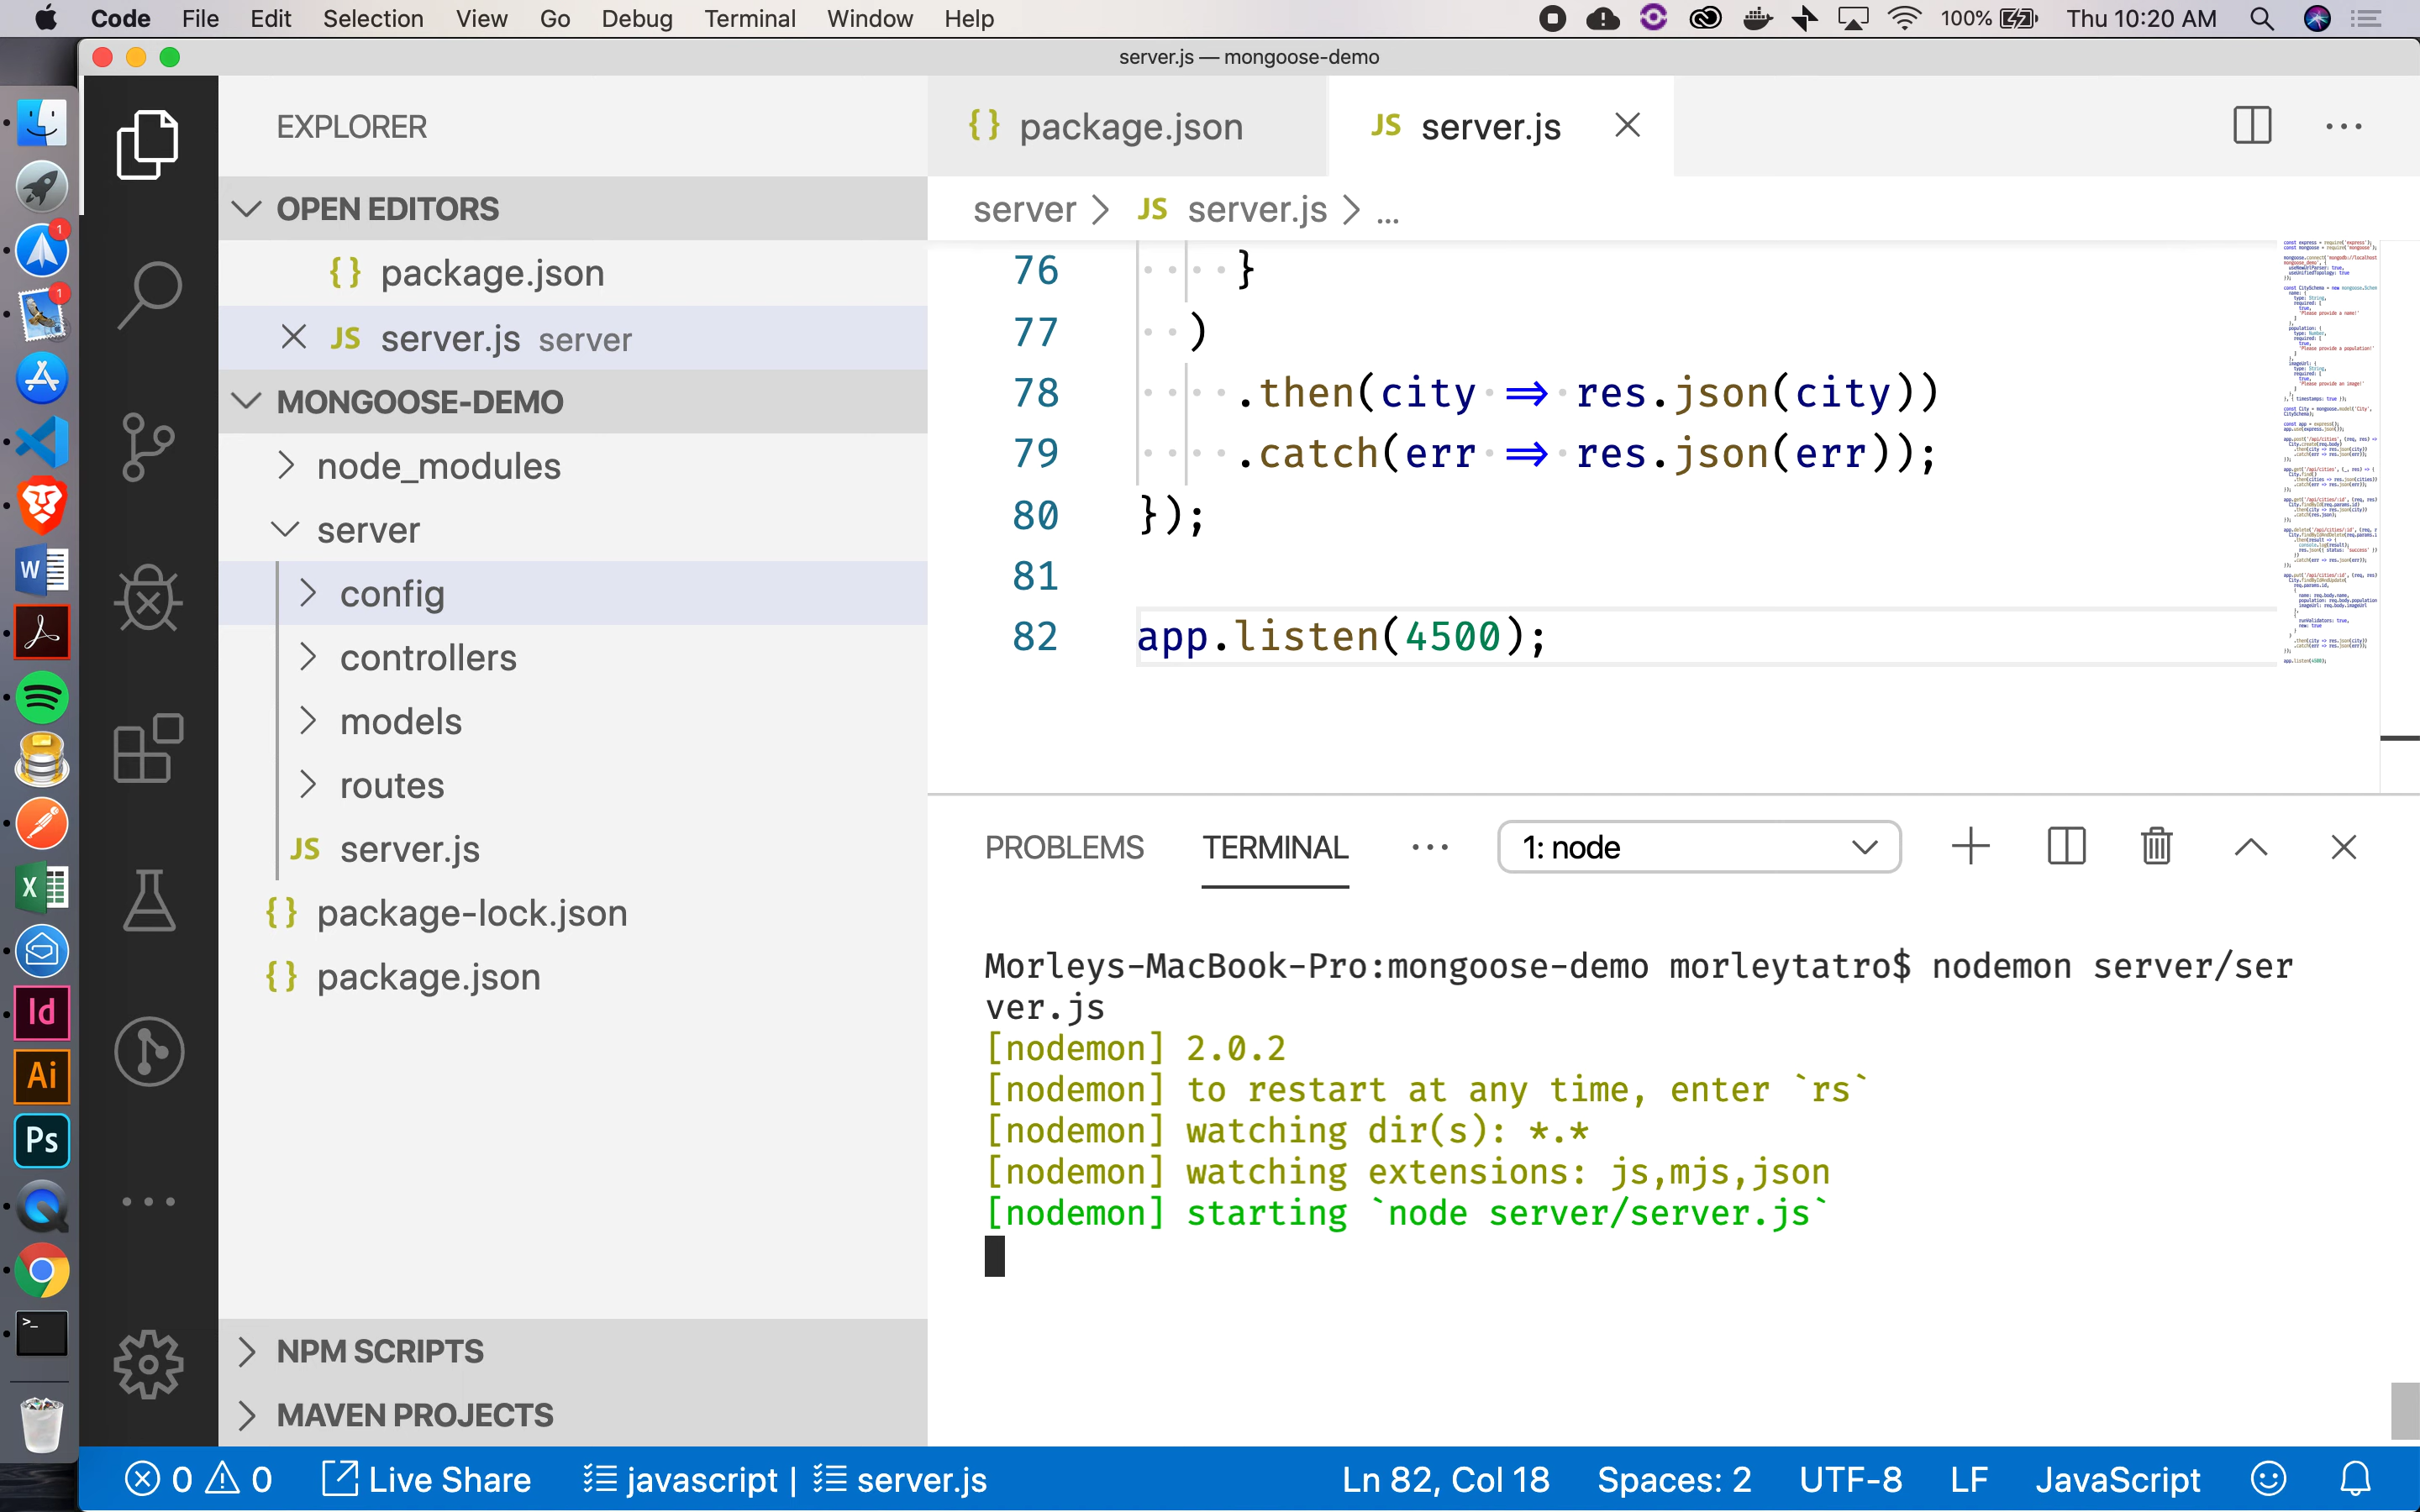 Code File Edit Selection View Go Debug Terminal Window Help 100% Thu 10:20 AM
server.js — mongoose-demo
EXPLORER
OPEN EDITORS
{} package.json
JS server.js server
MONGOOSE-DEMO
node_modules
server
config
controllers
models
routes
JS server.js
{} package-lock.json
{} package.json
NPM SCRIPTS
MAVEN PROJECTS
{} package.json JS server.js
server > JS server.js > ...
76 }
77 )
78 .then(city => res.json(city))
79 .catch(err => res.json(err));
80 });
81
82 app.listen(4500);
PROBLEMS TERMINAL ... 1: node
Morleys-MacBook-Pro:mongoose-demo morleytatro$ nodemon server/ser
ver.js
[nodemon] 2.0.2
[nodemon] to restart at any time, enter `rs`
[nodemon] watching dir(s): *.*
[nodemon] watching extensions: js,mjs,json
[nodemon] starting `node server/server.js`
0 0 Live Share javascript | server.js Ln 82, Col 18 Spaces: 2 UTF-8 LF JavaScript
1
1
W
X
Id
Ai
Ps
>_